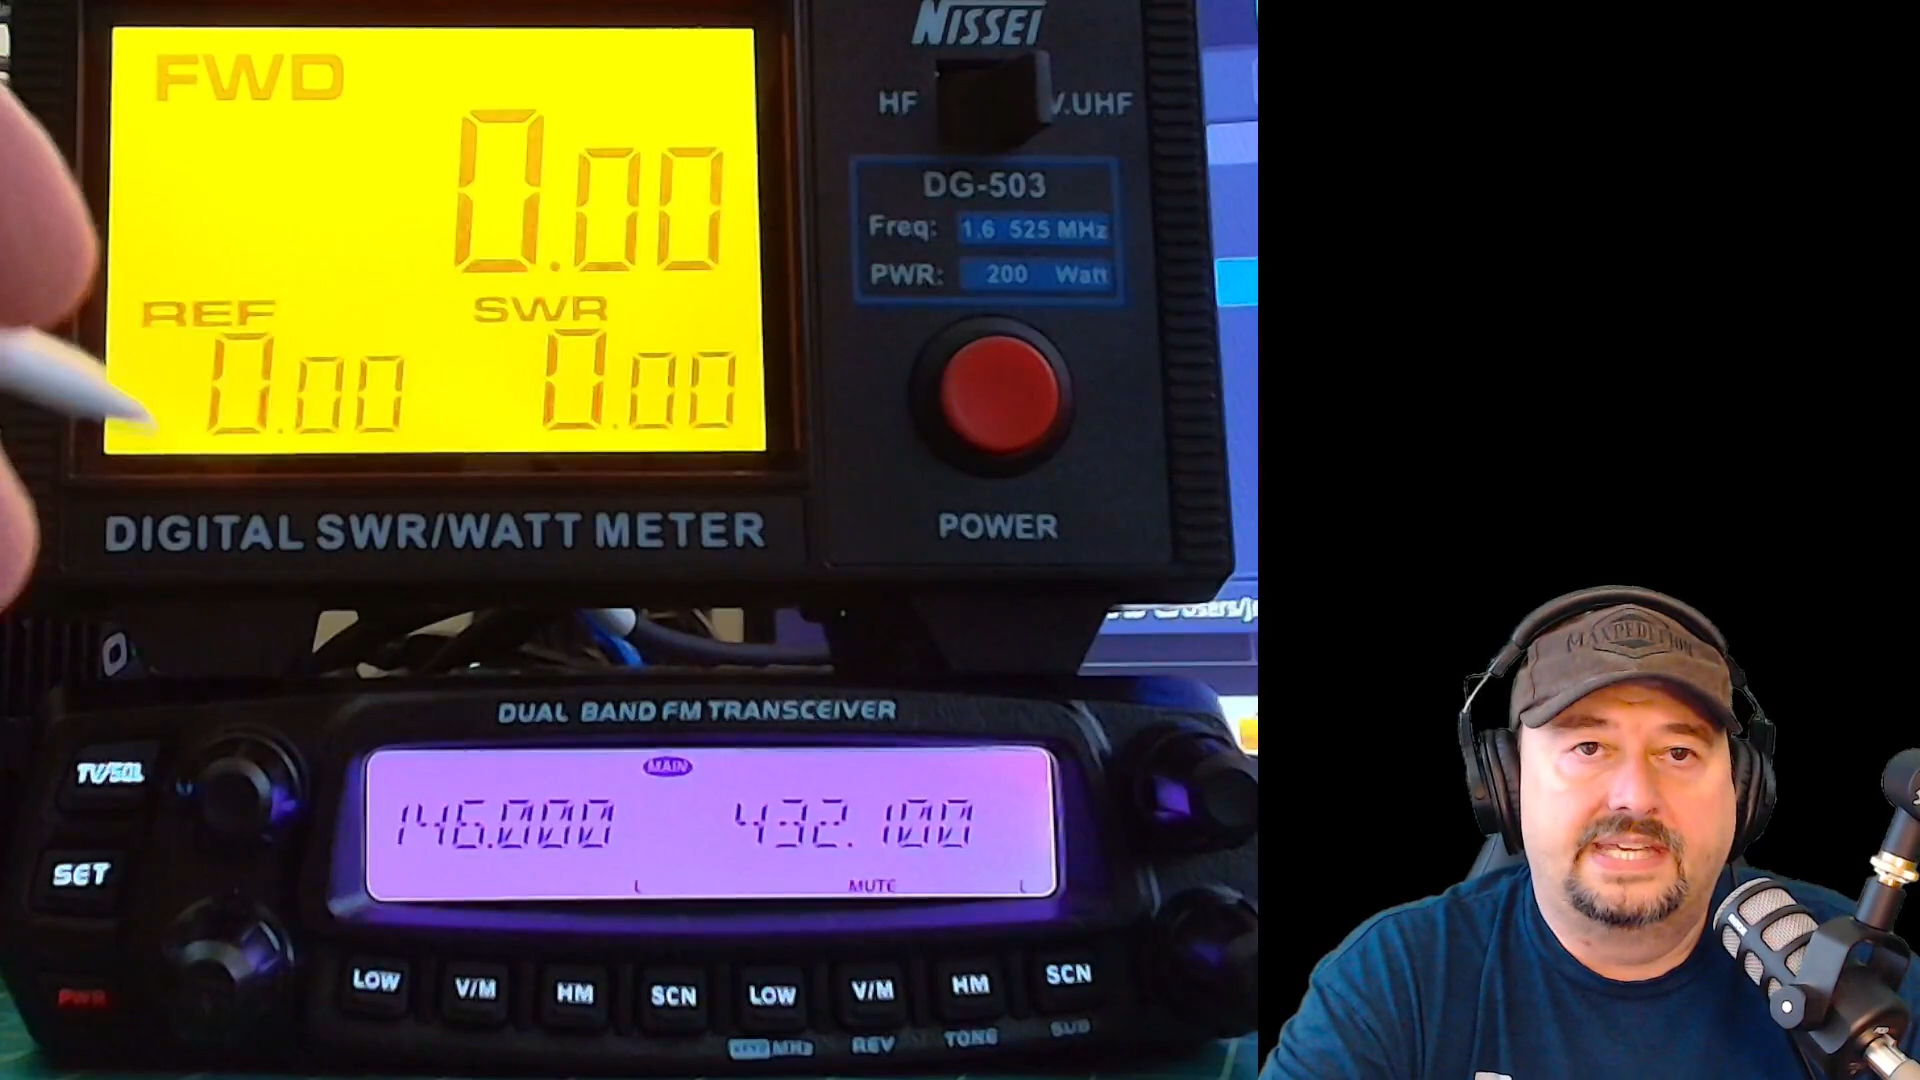 NISSEI
FWD
0.00
HF
V.UHF
DG-503
Freq: 1.6 525 MHz
PWR: 200 Watt
REF
0.00
SWR
0.00
DIGITAL SWR/WATT METER
POWER
DUAL BAND FM TRANSCEIVER
TV/SQL
MAIN
146.000
432.100
L
MUTE
L
SET
PWR
LOW
V/M
HM
SCN
LOW
V/M
HM
SCN
MHz
REV
TONE
SUB
MAXPEDITION